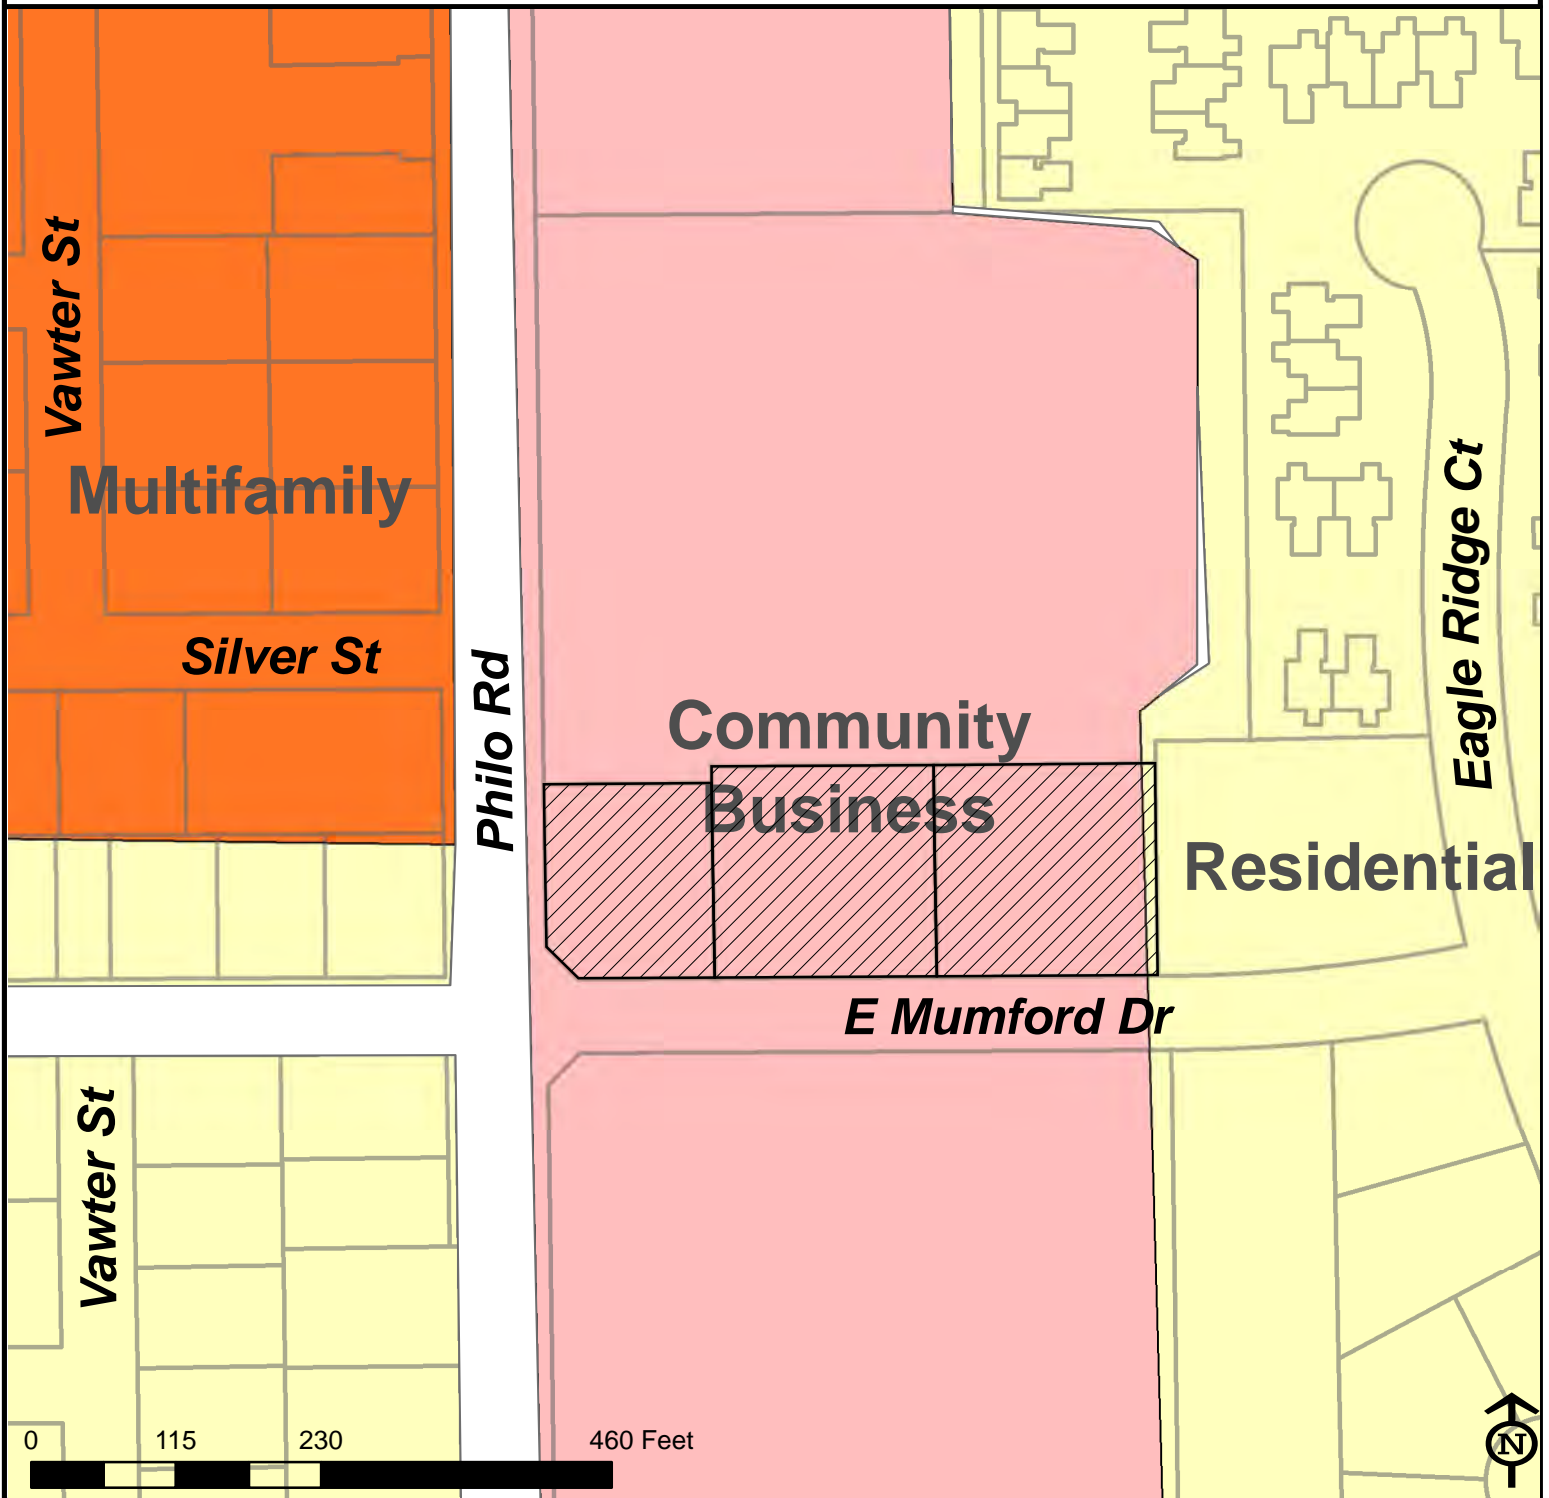 Vawter St
Multifamily
Silver St
Philo Rd
Community
Business
Eagle Ridge Ct
Residential
E Mumford Dr
Vawter St
0 115 230 460 Feet
N